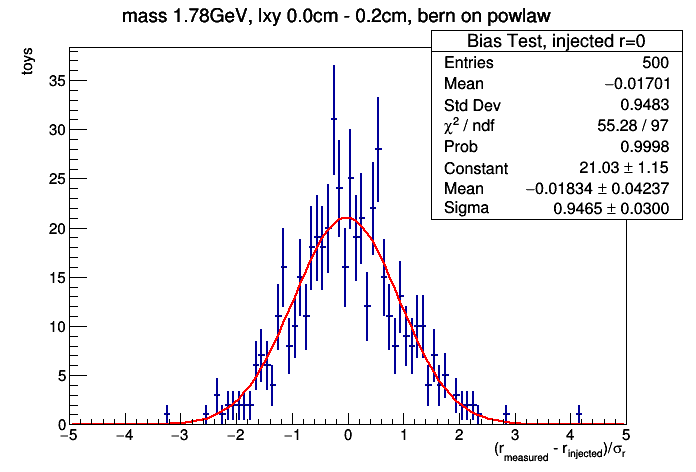 mass 1.78GeV, lxy 0.0cm - 0.2cm, bern on powlaw
Bias Test, injected r=0
Entries 500
Mean −0.01701
Std Dev 0.9483
χ² / ndf 55.28 / 97
Prob 0.9998
Constant 21.03 ± 1.15
Mean −0.01834 ± 0.04237
Sigma 0.9465 ± 0.0300
toys
35
30
25
20
15
10
5
0
−5 −4 −3 −2 −1 0 1 2 3 4 5
(r_measured - r_injected)/σ_r